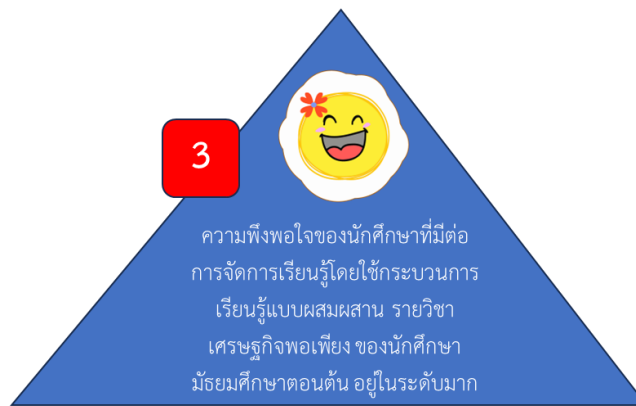 3
ความพึงพอใจของนักศึกษาที่มีต่อ
การจัดการเรียนรู้โดยใช้กระบวนการ
เรียนรู้แบบผสมผสาน รายวิชา
เศรษฐกิจพอเพียง ของนักศึกษา
มัธยมศึกษาตอนต้น อยู่ในระดับมาก